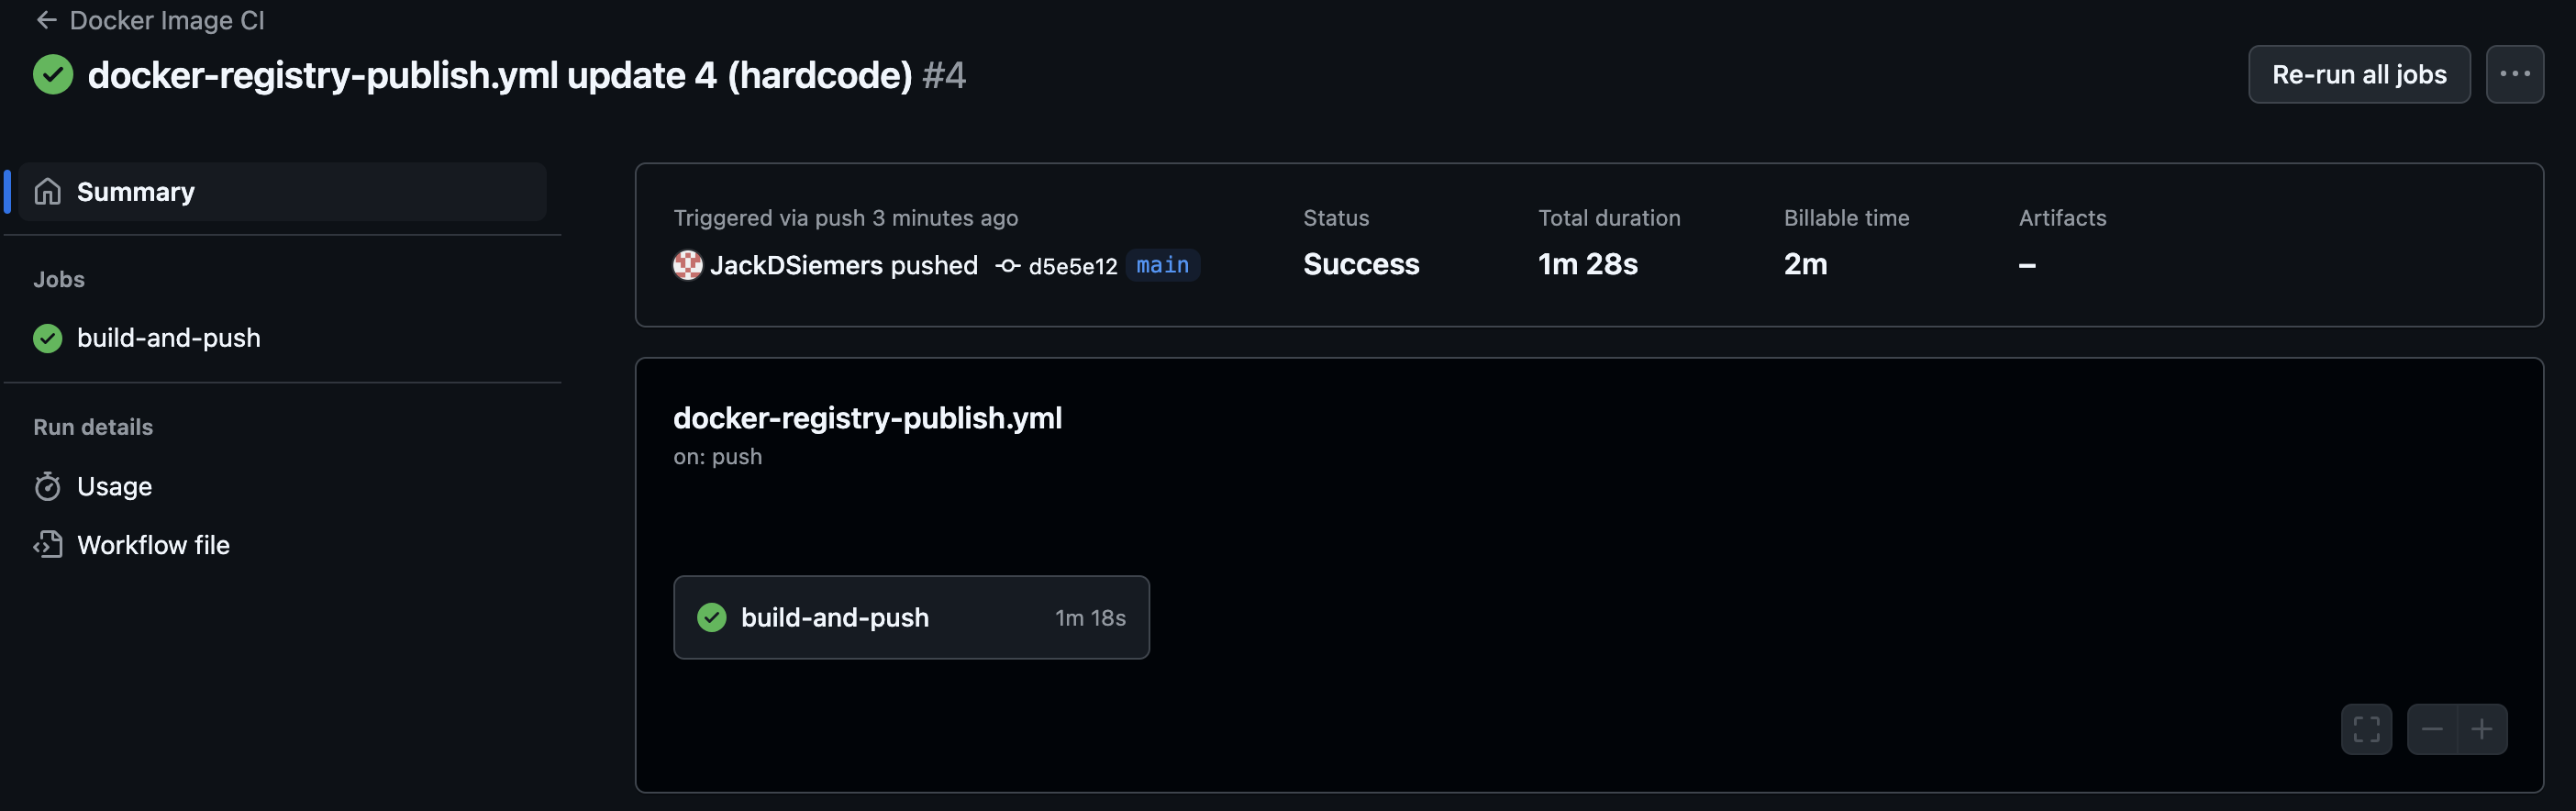 ← Docker Image CI
docker-registry-publish.yml update 4 (hardcode) #4
Re-run all jobs
Summary
Jobs
build-and-push
Run details
Usage
Workflow file
Triggered via push 3 minutes ago
JackDSiemers pushed d5e5e12 main
Status
Success
Total duration
1m 28s
Billable time
2m
Artifacts
–
docker-registry-publish.yml
on: push
build-and-push 1m 18s